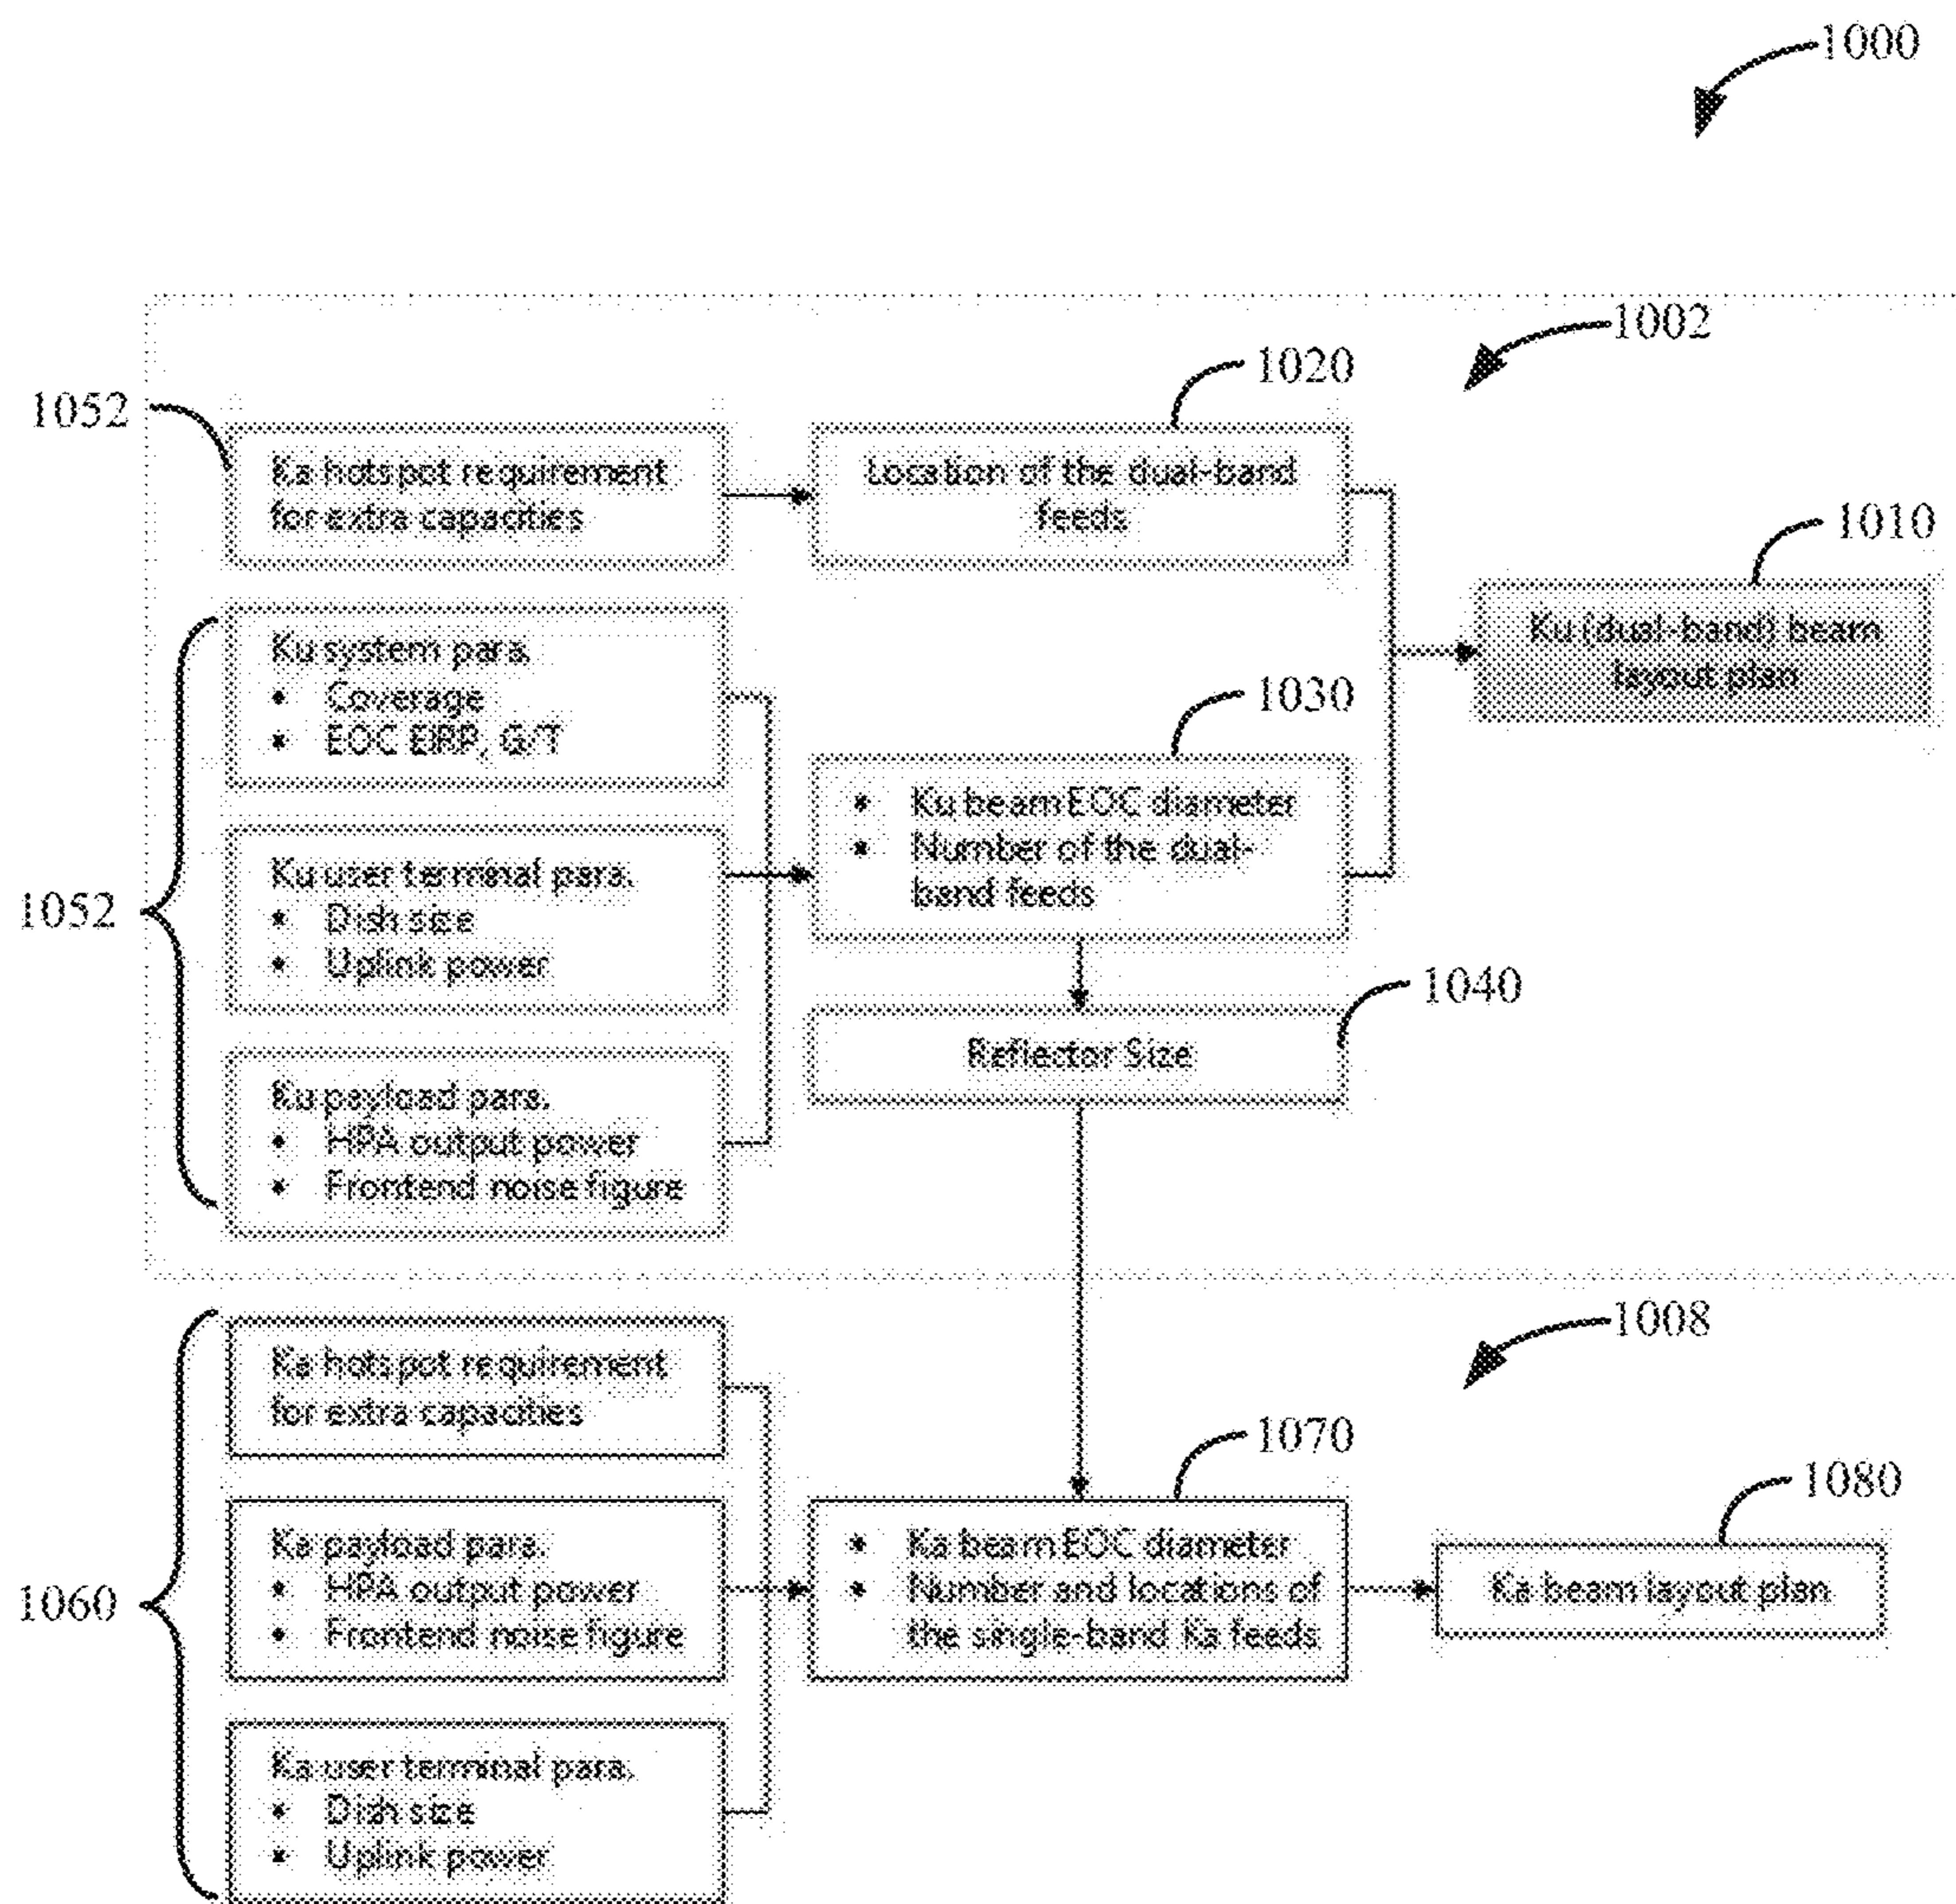 1000
1002
1020
1052
Ka hotspot requirement
for extra capacities
Location of the dual-band
feeds
1010
Ku (dual-band) beam
layout plan
Ku system para.
• Coverage
• EOC EIRP, G/T
1030
• Ku beam EOC diameter
• Number of the dual-
band feeds
1052
Ku user terminal para.
• Dish size
• Uplink power
1040
Reflector Size
Ku payload para.
• HPA output power
• Frontend noise figure
1008
Ka hotspot requirement
for extra capacities
1070
1080
1060
Ka payload para.
• HPA output power
• Frontend noise figure
• Ka beam EOC diameter
• Number and locations of
the single-band Ka feeds
Ka beam layout plan
Ka user terminal para.
• Dish size
• Uplink power